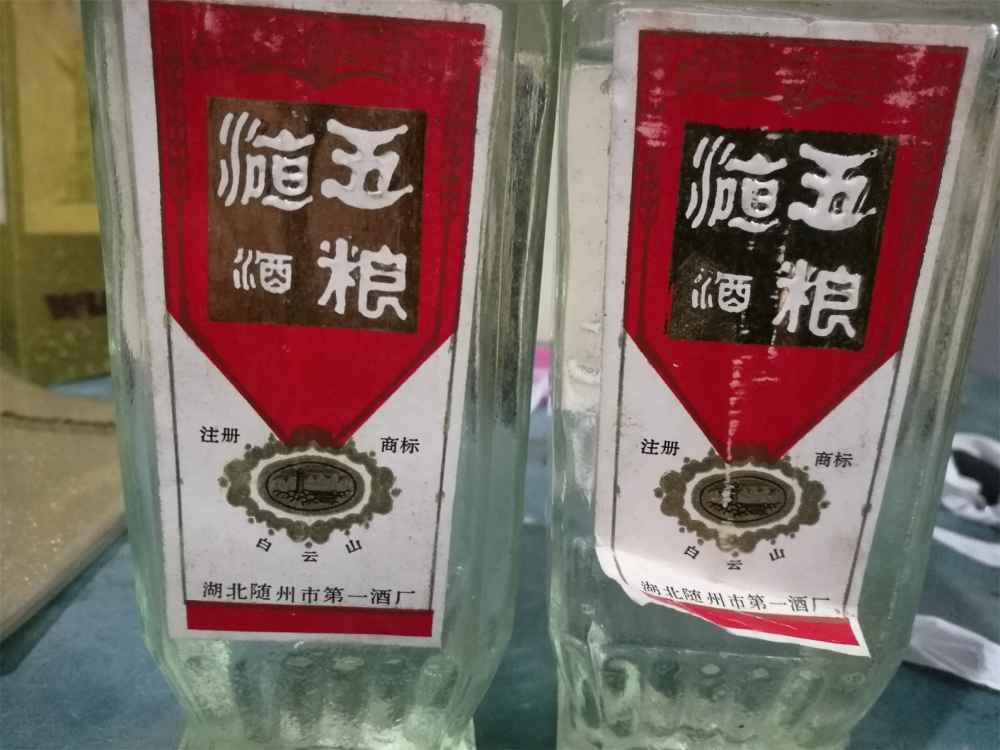 五粮
酒
注册 商标
白云山
湖北随州市第一酒厂
五粮
酒
注册 商标
白云山
湖北随州市第一酒厂